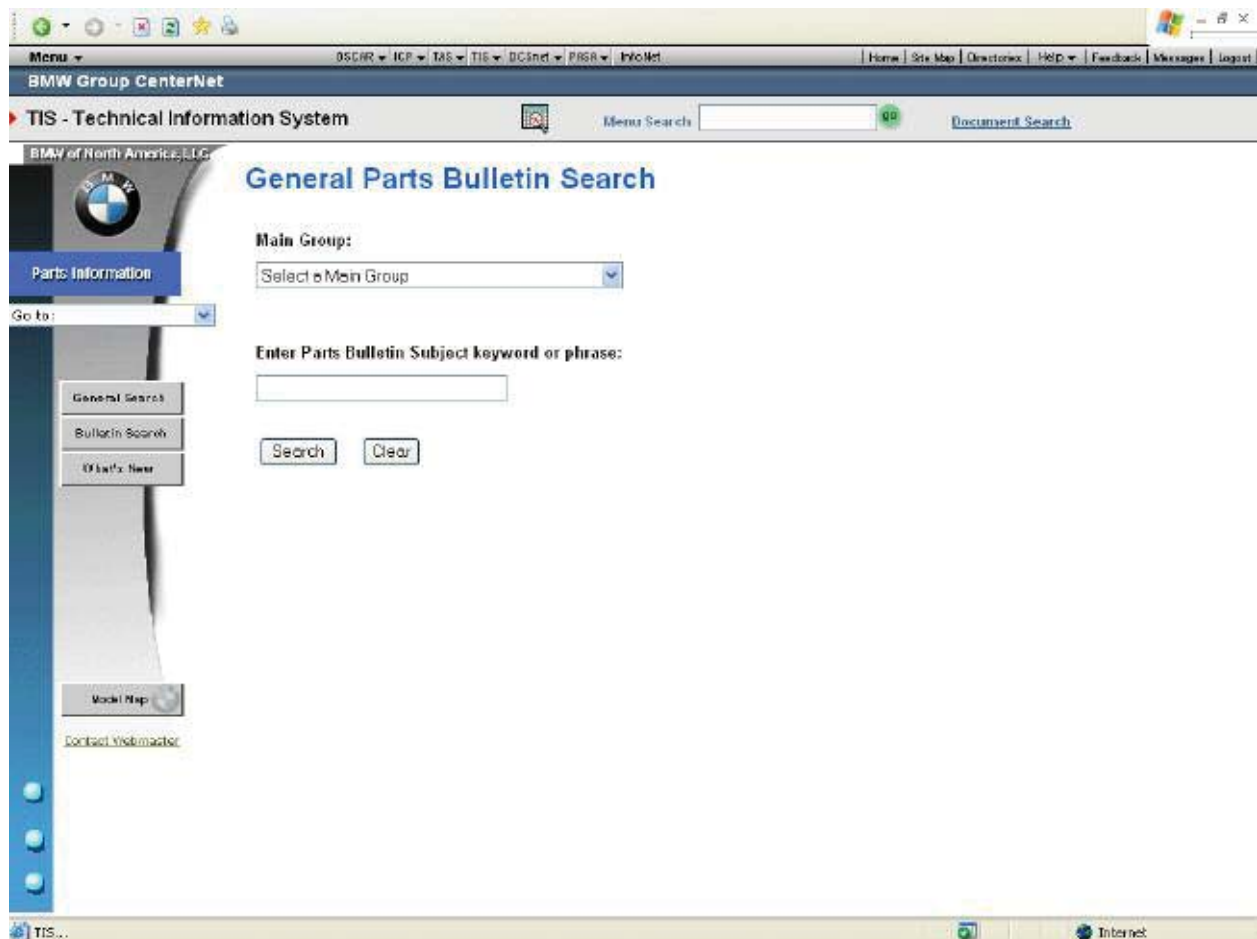 Menu OSCAR ICP TAS TIS DCSnet PASR InfoNet | Home | Site Map | Directories | Help | Feedback | Messages | Logout
BMW Group CenterNet
TIS - Technical Information System Menu Search go Document Search
BMW of North America, LLC
BMW
General Parts Bulletin Search
Main Group:
Parts Information
Select a Main Group
Go to:
Enter Parts Bulletin Subject keyword or phrase:
General Search
Bulletin Search
Search Clear
What's New
Model Map
Contact Webmaster
TIS... Internet